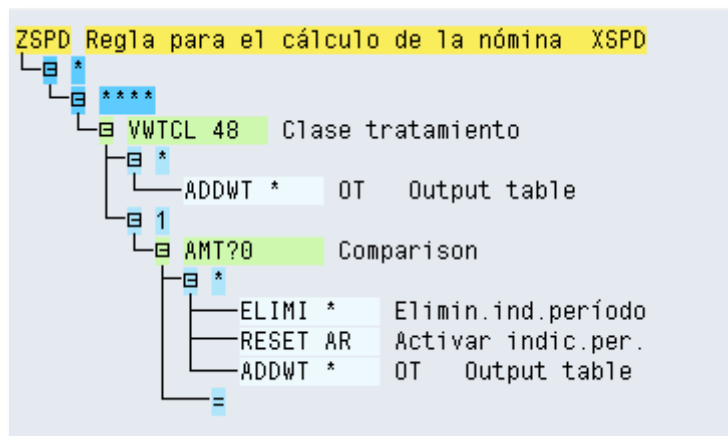 ZSPD Regla para el cálculo de la nómina XSPD
*
****
VWTCL 48 Clase tratamiento
*
ADDWT * OT Output table
1
AMT?0 Comparison
*
ELIMI * Elimin.ind.período
RESET AR Activar indic.per.
ADDWT * OT Output table
=